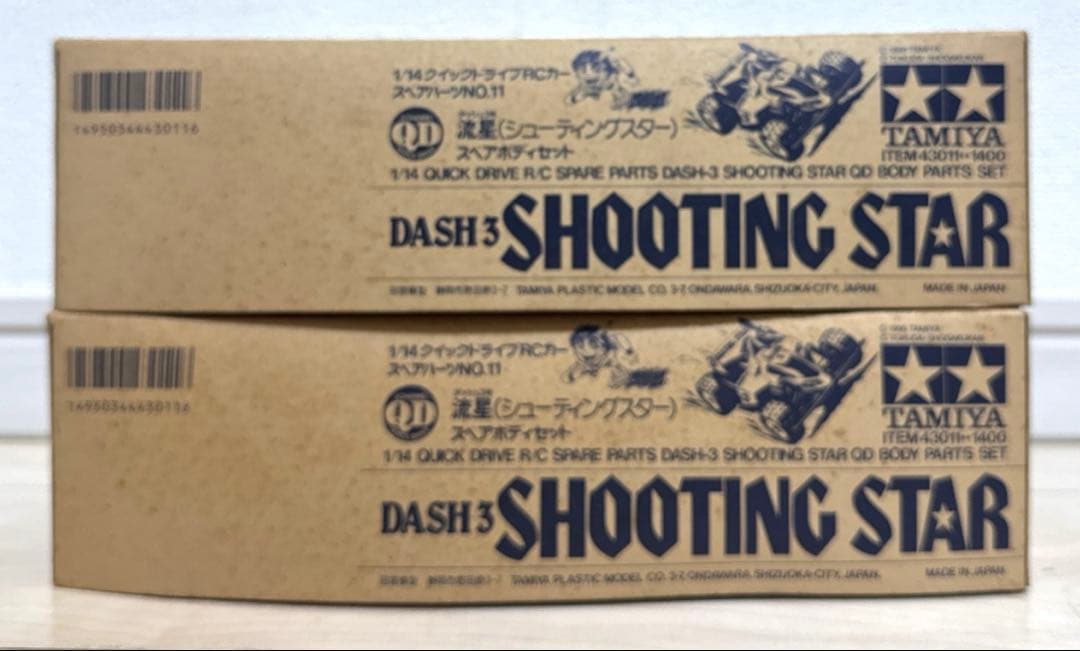 4950344430116
1/14クイックドライブRCカー
スペアパーツNO.11
QD
流星(シューティングスター)
スペアボディセット
TAMIYA
ITEM 43011 1400
1/14 QUICK DRIVE R/C SPARE PARTS DASH-3 SHOOTING STAR QD BODY PARTS SET
DASH 3 SHOOTING STAR
TAMIYA PLASTIC MODEL CO. 3-7, ONDAWARA, SHIZUOKA-CITY, JAPAN.
MADE IN JAPAN
4950344430116
1/14クイックドライブRCカー
スペアパーツNO.11
QD
流星(シューティングスター)
スペアボディセット
TAMIYA
ITEM 43011 1400
1/14 QUICK DRIVE R/C SPARE PARTS DASH-3 SHOOTING STAR QD BODY PARTS SET
DASH 3 SHOOTING STAR
TAMIYA PLASTIC MODEL CO. 3-7, ONDAWARA, SHIZUOKA-CITY, JAPAN.
MADE IN JAPAN